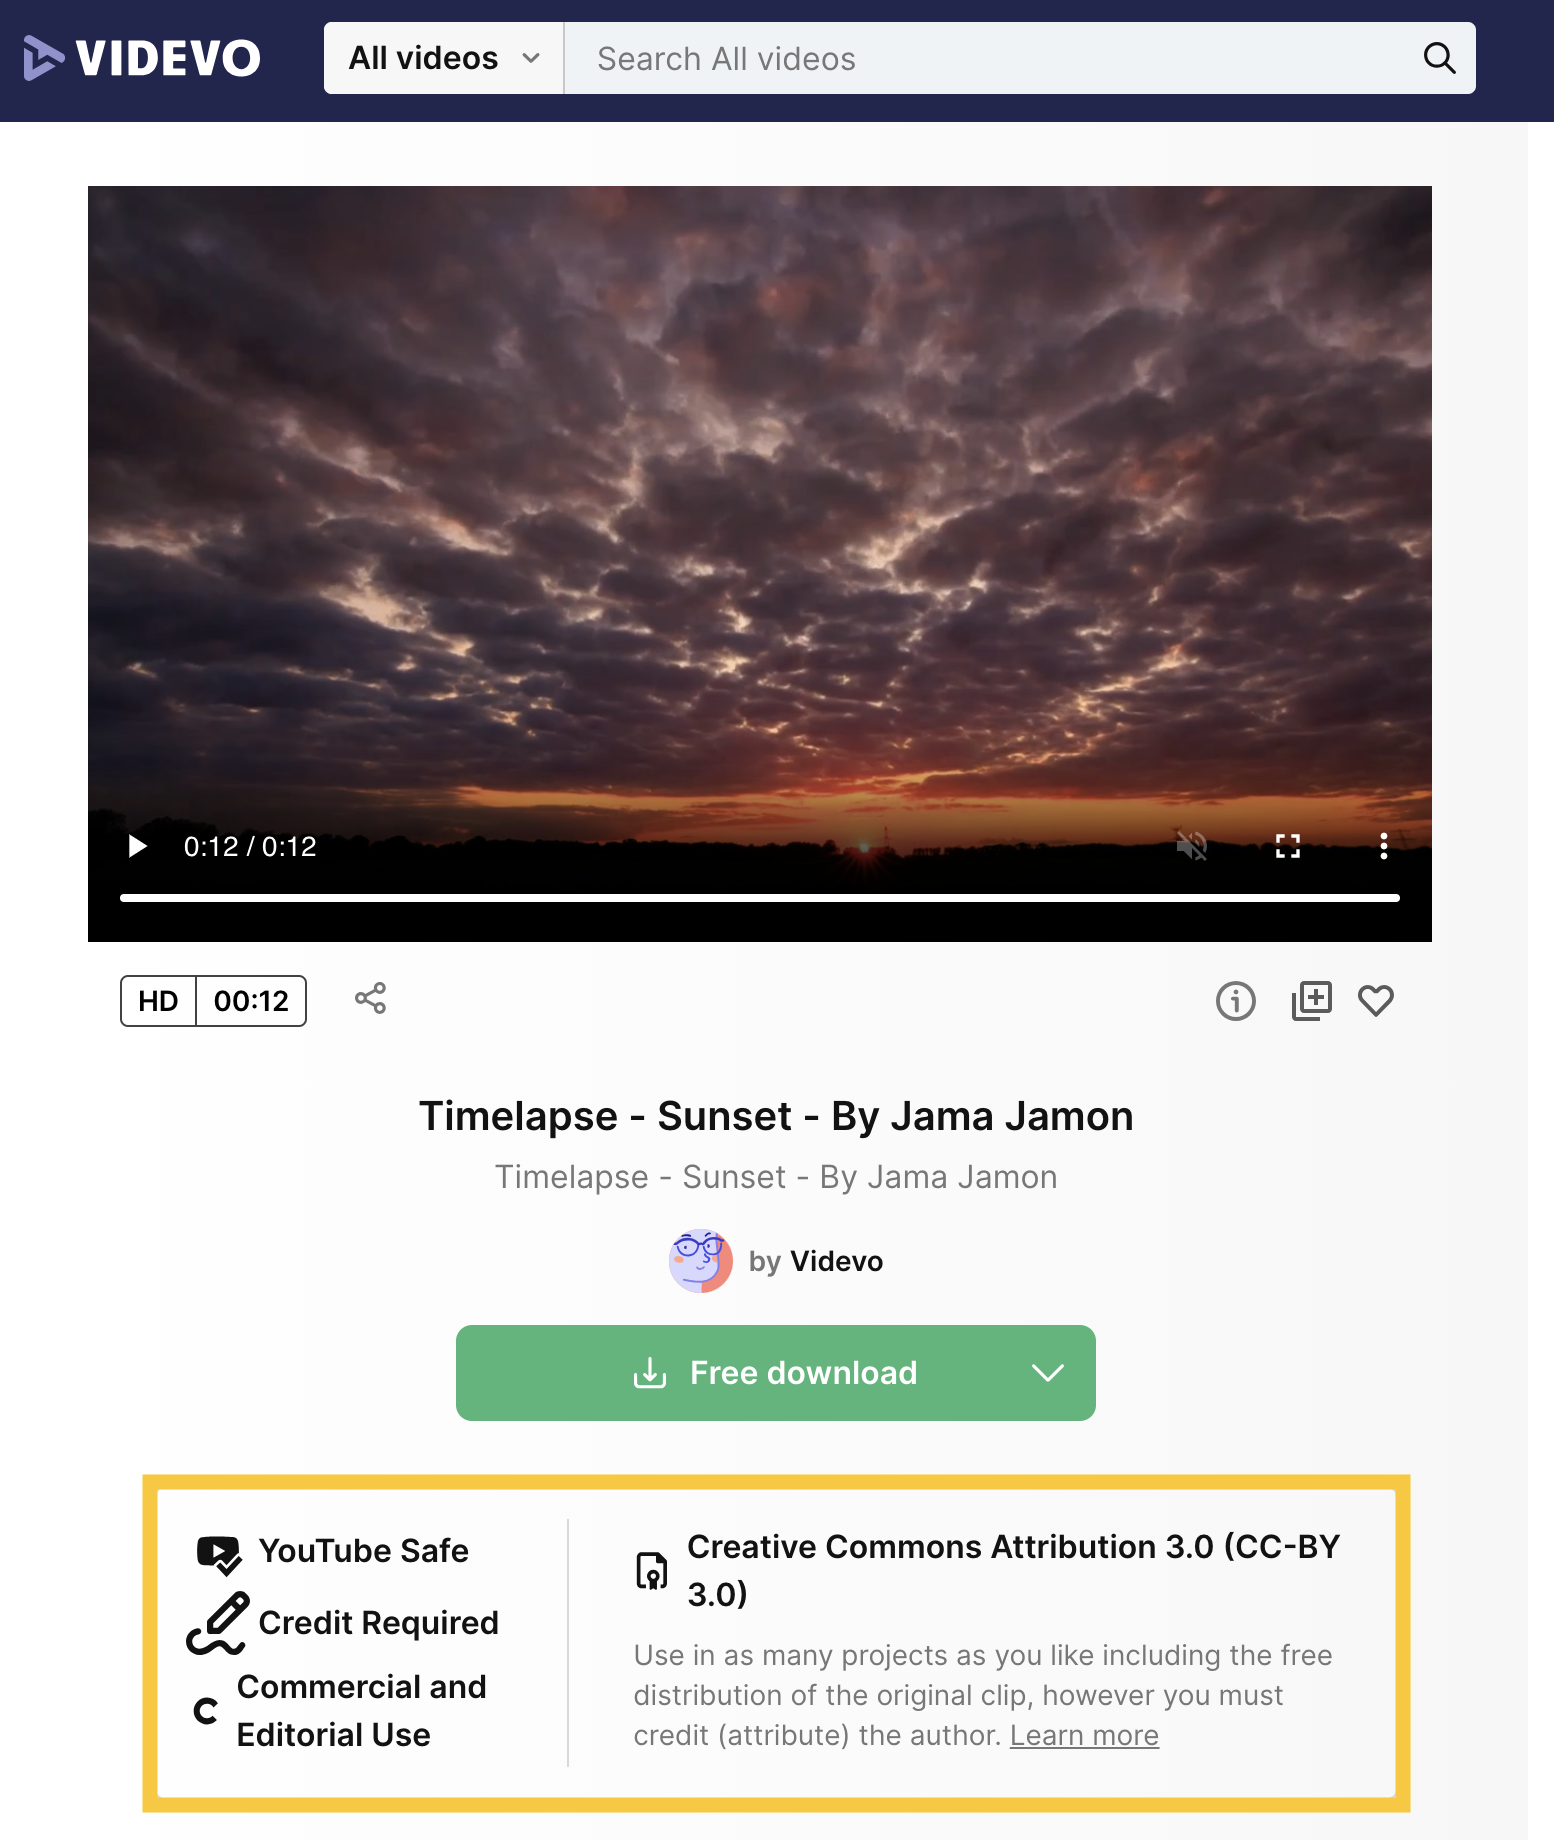 VIDEVO
All videos
Search All videos
0:12 / 0:12
HD
00:12
Timelapse - Sunset - By Jama Jamon
Timelapse - Sunset - By Jama Jamon
by Videvo
Free download
YouTube Safe
Credit Required
Commercial and
Editorial Use
Creative Commons Attribution 3.0 (CC-BY
3.0)
Use in as many projects as you like including the free
distribution of the original clip, however you must
credit (attribute) the author. Learn more